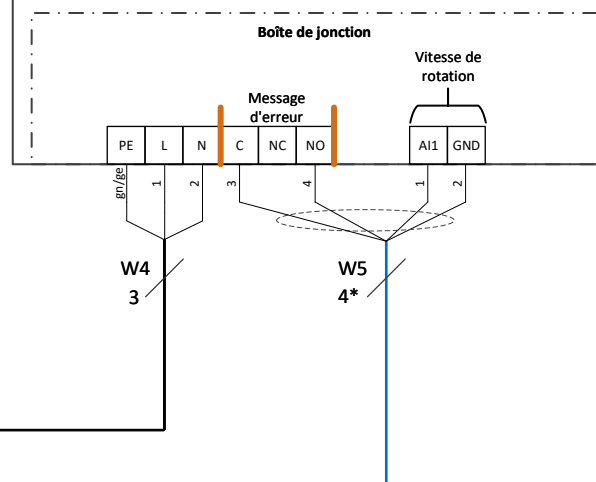 Boîte de jonction
Vitesse de
rotation
Message
d'erreur
PE L N C NC NO AI1 GND
gn/ge 1 2 3 4 1 2
W4
3
W5
4*